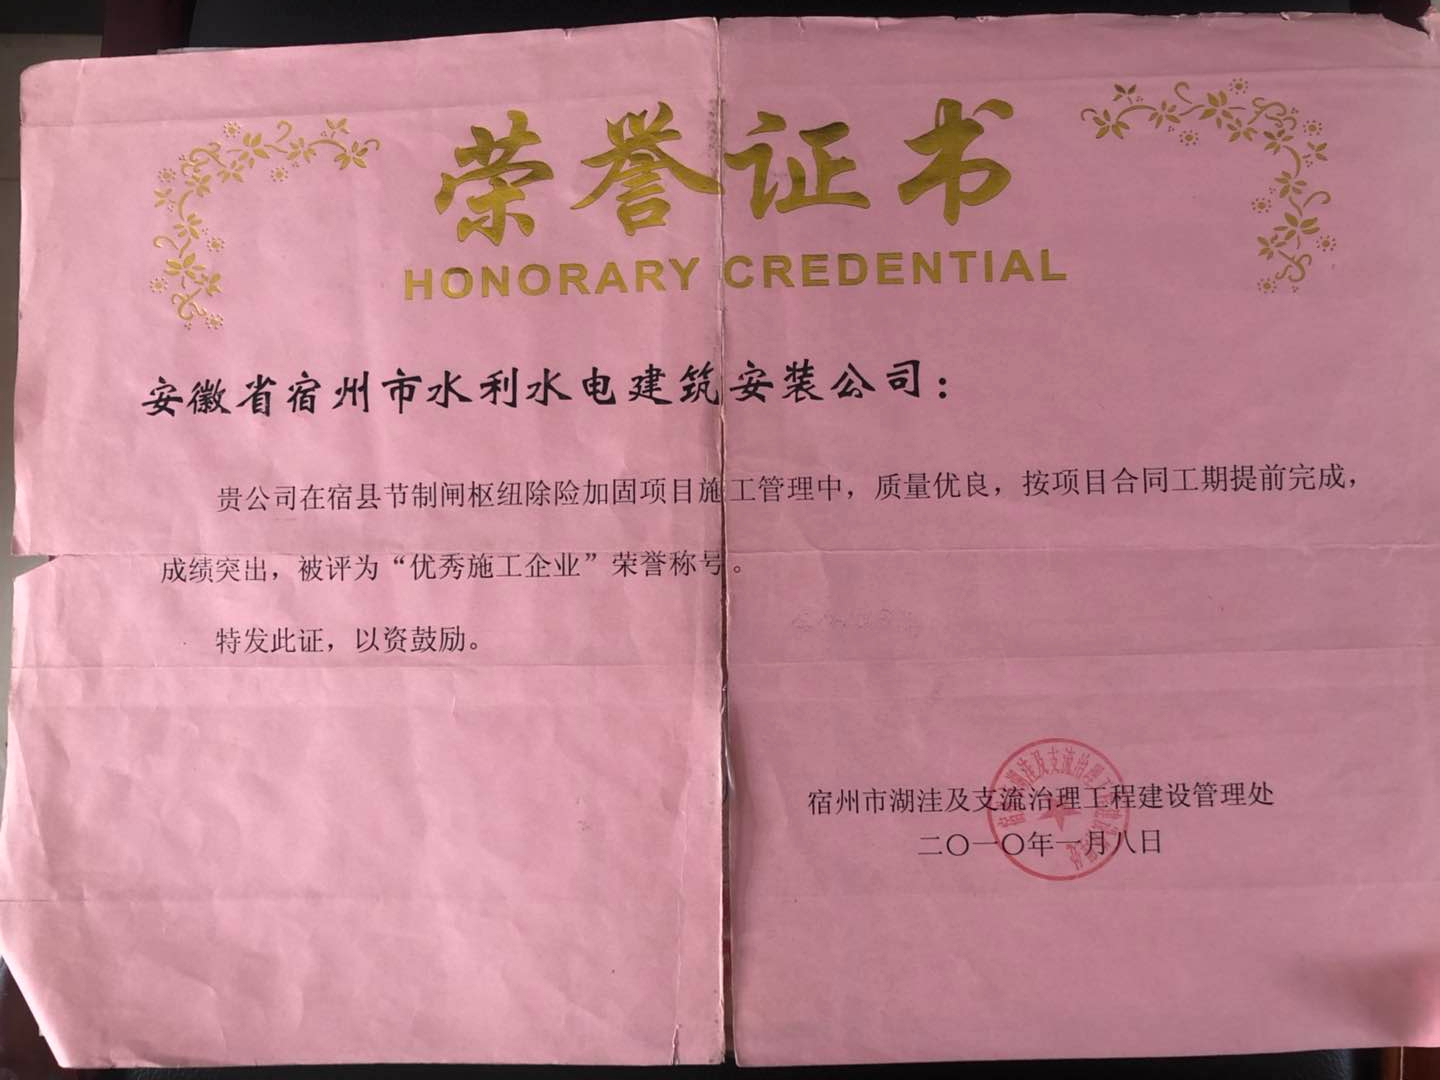 荣誉证书
HONORARY CREDENTIAL
安徽省宿州市水利水电建筑安装公司：
贵公司在宿县节制闸枢纽除险加固项目施工管理中，质量优良，按项目合同工期提前完成，
成绩突出，被评为“优秀施工企业”荣誉称号。
特发此证，以资鼓励。
宿州市湖洼及支流治理工程建设管理处
二〇一〇年一月八日